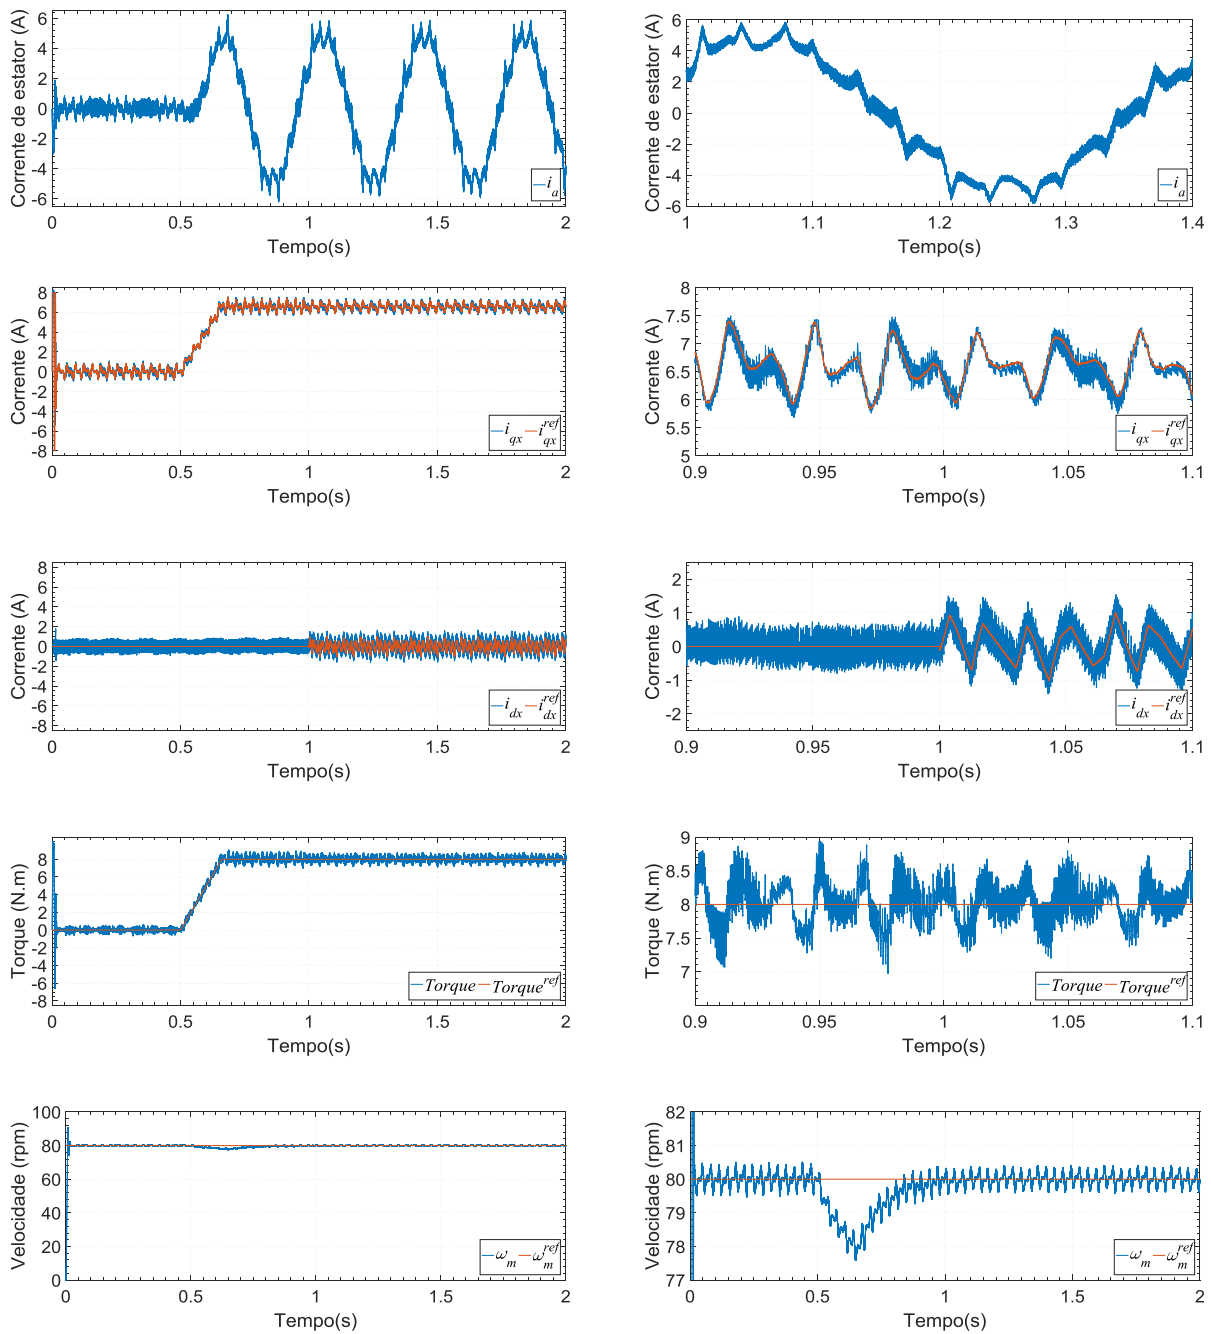 Corrente de estator (A)
6
4
2
0
-2
-4
-6
i_a
0 0.5 1 1.5 2
Tempo(s)
Corrente de estator (A)
6
4
2
0
-2
-4
-6
i_a
1 1.1 1.2 1.3 1.4
Tempo(s)
Corrente (A)
8
6
4
2
0
-2
-4
-6
-8
i_qx i_qx^ref
0 0.5 1 1.5 2
Tempo(s)
Corrente (A)
8
7.5
7
6.5
6
5.5
5
i_qx i_qx^ref
0.9 0.95 1 1.05 1.1
Tempo(s)
Corrente (A)
8
6
4
2
0
-2
-4
-6
-8
i_dx i_dx^ref
0 0.5 1 1.5 2
Tempo(s)
Corrente (A)
2
1
0
-1
-2
i_dx i_dx^ref
0.9 0.95 1 1.05 1.1
Tempo(s)
Torque (N.m)
8
6
4
2
0
-2
-4
-6
-8
Torque Torque^ref
0 0.5 1 1.5 2
Tempo(s)
Torque (N.m)
9
8.5
8
7.5
7
Torque Torque^ref
0.9 0.95 1 1.05 1.1
Tempo(s)
Velocidade (rpm)
100
80
60
40
20
0
ω_m ω_m^ref
0 0.5 1 1.5 2
Tempo(s)
Velocidade (rpm)
82
81
80
79
78
77
ω_m ω_m^ref
0 0.5 1 1.5 2
Tempo(s)